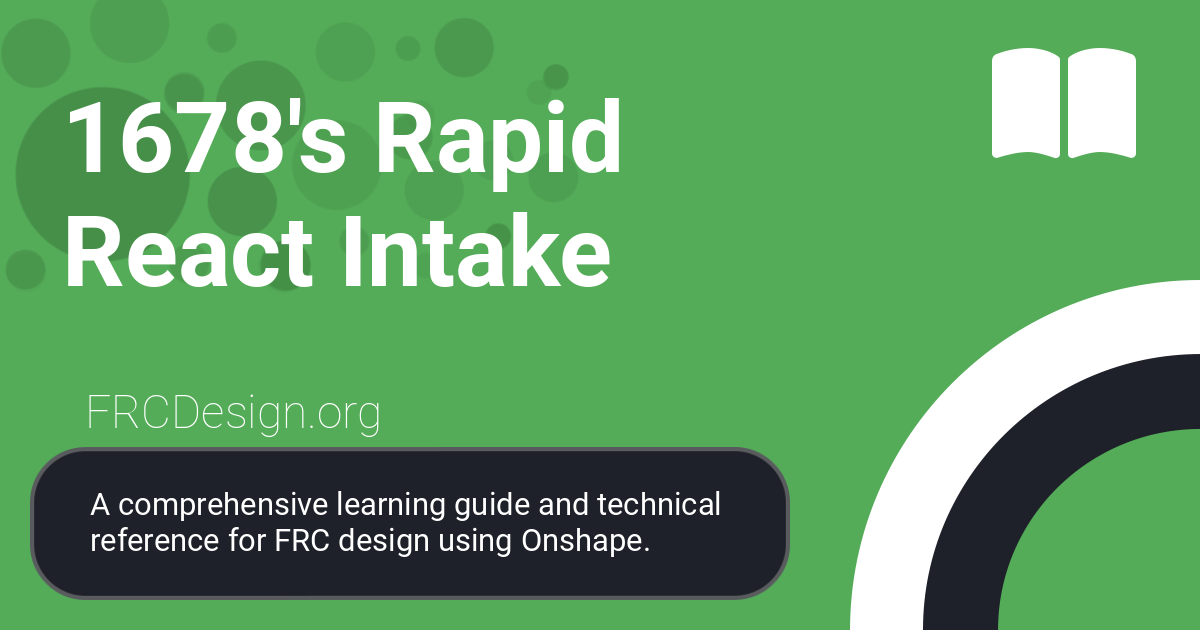 1678's Rapid
React Intake
FRCDesign.org
A comprehensive learning guide and technical
reference for FRC design using Onshape.